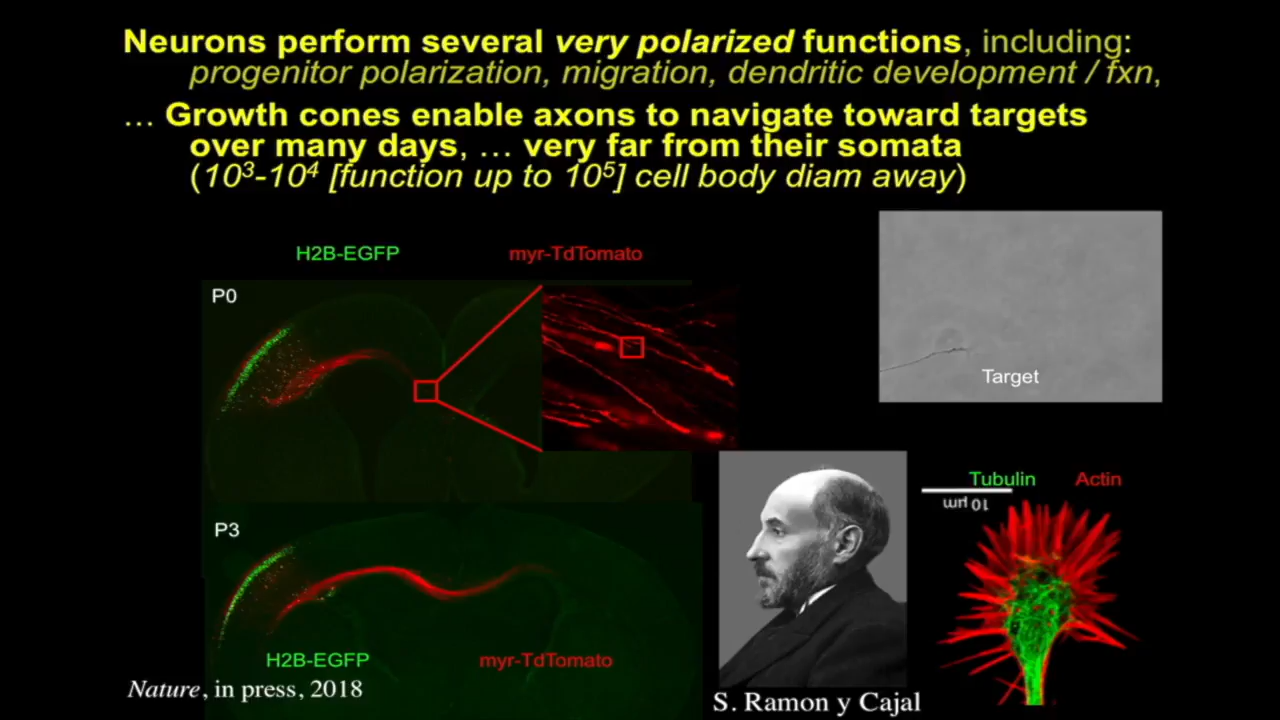 Neurons perform several very polarized functions, including:
progenitor polarization, migration, dendritic development / fxn,
… Growth cones enable axons to navigate toward targets
over many days, … very far from their somata
(10³-10⁴ [function up to 10⁵] cell body diam away)
H2B-EGFP
myr-TdTomato
P0
Target
Tubulin
Actin
10 µm
P3
H2B-EGFP
myr-TdTomato
Nature, in press, 2018
S. Ramon y Cajal